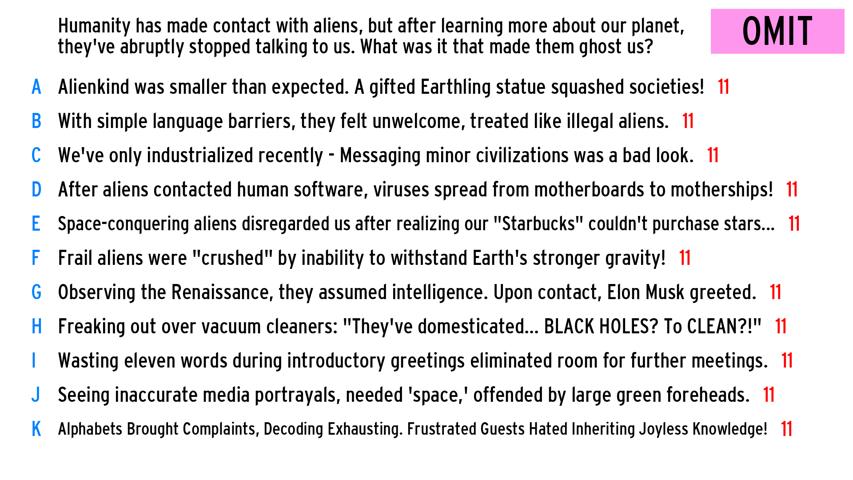 Humanity has made contact with aliens, but after learning more about our planet,
they've abruptly stopped talking to us. What was it that made them ghost us?
OMIT
A Alienkind was smaller than expected. A gifted Earthling statue squashed societies! 11
B With simple language barriers, they felt unwelcome, treated like illegal aliens. 11
C We've only industrialized recently - Messaging minor civilizations was a bad look. 11
D After aliens contacted human software, viruses spread from motherboards to motherships! 11
E Space-conquering aliens disregarded us after realizing our "Starbucks" couldn't purchase stars... 11
F Frail aliens were "crushed" by inability to withstand Earth's stronger gravity! 11
G Observing the Renaissance, they assumed intelligence. Upon contact, Elon Musk greeted. 11
H Freaking out over vacuum cleaners: "They've domesticated... BLACK HOLES? To CLEAN?!" 11
I Wasting eleven words during introductory greetings eliminated room for further meetings. 11
J Seeing inaccurate media portrayals, needed 'space,' offended by large green foreheads. 11
K Alphabets Brought Complaints, Decoding Exhausting. Frustrated Guests Hated Inheriting Joyless Knowledge! 11